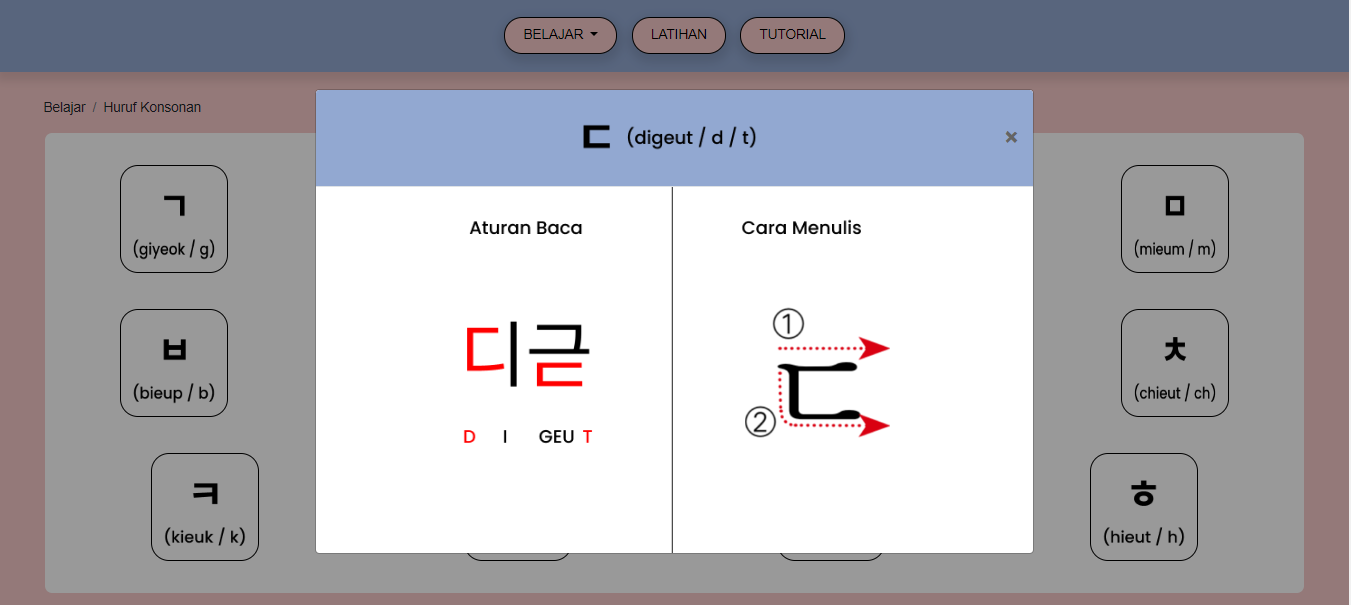 BELAJAR LATIHAN TUTORIAL
Belajar / Huruf Konsonan
ㄷ (digeut / d / t) ×
Aturan Baca
디귿
D I GEU T
Cara Menulis
①
ㄷ
②
ㄱ
(giyeok / g)
ㅁ
(mieum / m)
ㅂ
(bieup / b)
ㅊ
(chieut / ch)
ㅋ
(kieuk / k)
ㅎ
(hieut / h)